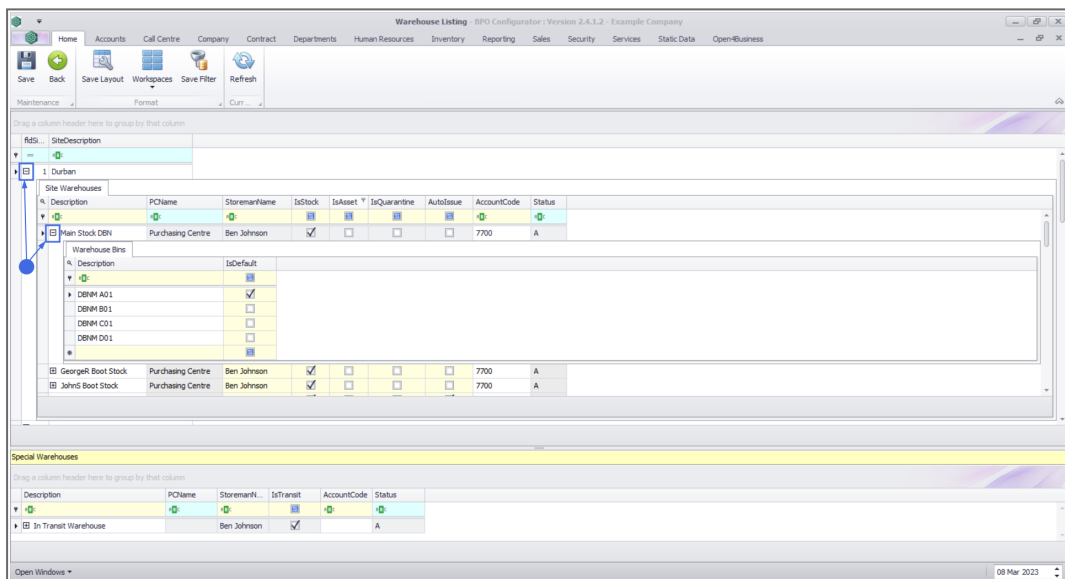 Warehouse Listing - BPO Configurator : Version 2.4.1.2 - Example Company
Home Accounts Call Centre Company Contract Departments Human Resources Inventory Reporting Sales Security Services Static Data Open4Business
Save Back Save Layout Workspaces Save Filter Refresh
Maintenance Format Curr...
Drag a column header here to group by that column
fldSi... SiteDescription
1 Durban
Site Warehouses
Description PCName StoremanName IsStock IsAsset IsQuarantine AutoIssue AccountCode Status
Main Stock DBN Purchasing Centre Ben Johnson 7700 A
Warehouse Bins
Description IsDefault
DBNM A01
DBNM B01
DBNM C01
DBNM D01
GeorgeR Boot Stock Purchasing Centre Ben Johnson 7700 A
JohnS Boot Stock Purchasing Centre Ben Johnson 7700 A
Special Warehouses
Drag a column header here to group by that column
Description PCName StoremanN... IsTransit AccountCode Status
In Transit Warehouse Ben Johnson A
Open Windows 08 Mar 2023